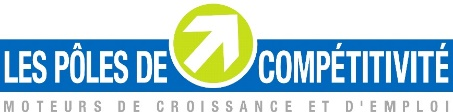 LES PÔLES DE COMPÉTITIVITÉ
MOTEURS DE CROISSANCE ET D'EMPLOI